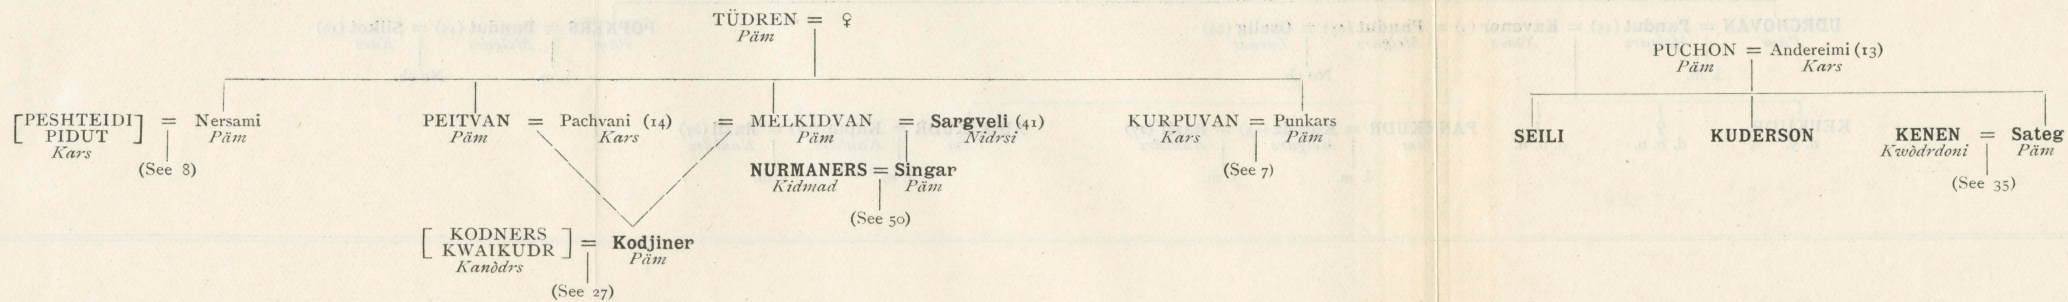 TÜDREN = ♀
Päm
PUCHON = Andereimi (13)
Päm Kars
[PESHTEIDI
PIDUT] = Nersami
Kars Päm
(See 8)
PEITVAN = Pachvani (14) = MELKIDVAN = Sargveli (41)
Päm Kars Päm Nidrsi
KURPUVAN = Punkars
Kars Päm
(See 7)
SEILI KUDERSON KENEN = Sateg
Kwòdrdoni Päm
(See 35)
NURMANERS = Singar
Kidmad Päm
(See 50)
[KODNERS
KWAIKUDR] = Kodjiner
Kanòdrs Päm
(See 27)